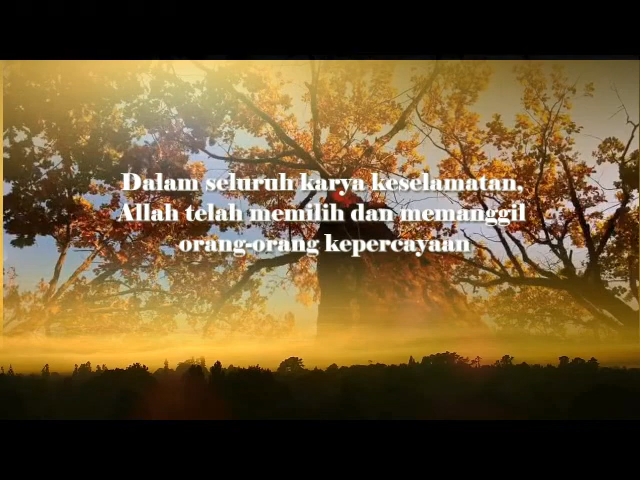 Dalam seluruh karya keselamatan,
Allah telah memilih dan memanggil
orang-orang kepercayaan